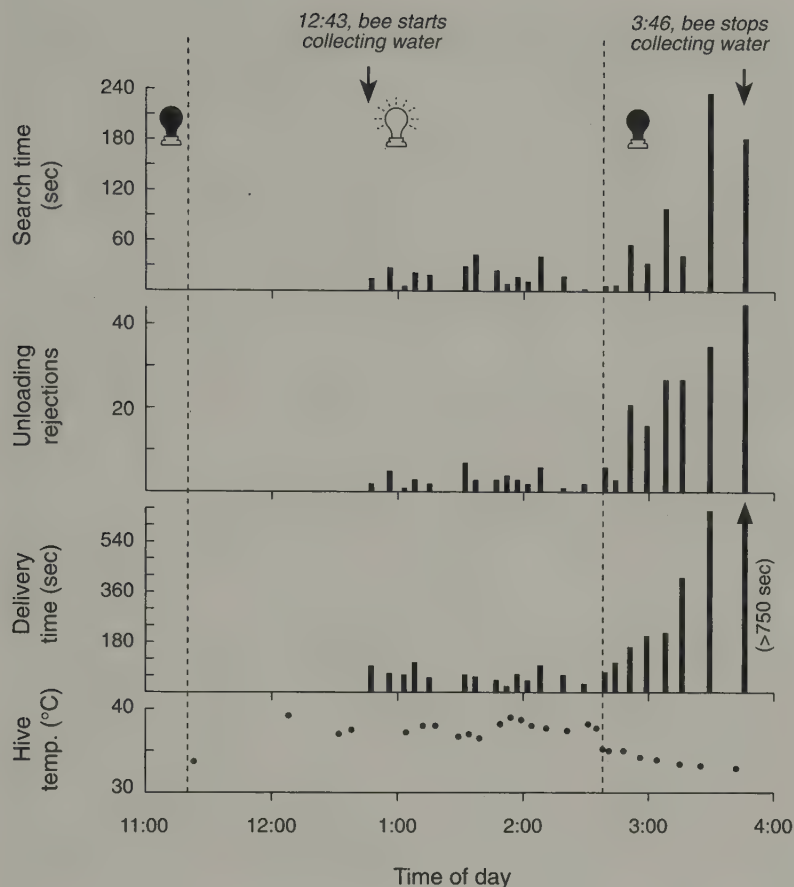 12:43, bee starts
collecting water
3:46, bee stops
collecting water
Search time
(sec)
240
180
120
60
Unloading
rejections
40
20
Delivery
time (sec)
540
360
180
(>750 sec)
Hive
temp. (°C)
40
30
11:00
12:00
1:00
2:00
3:00
4:00
Time of day